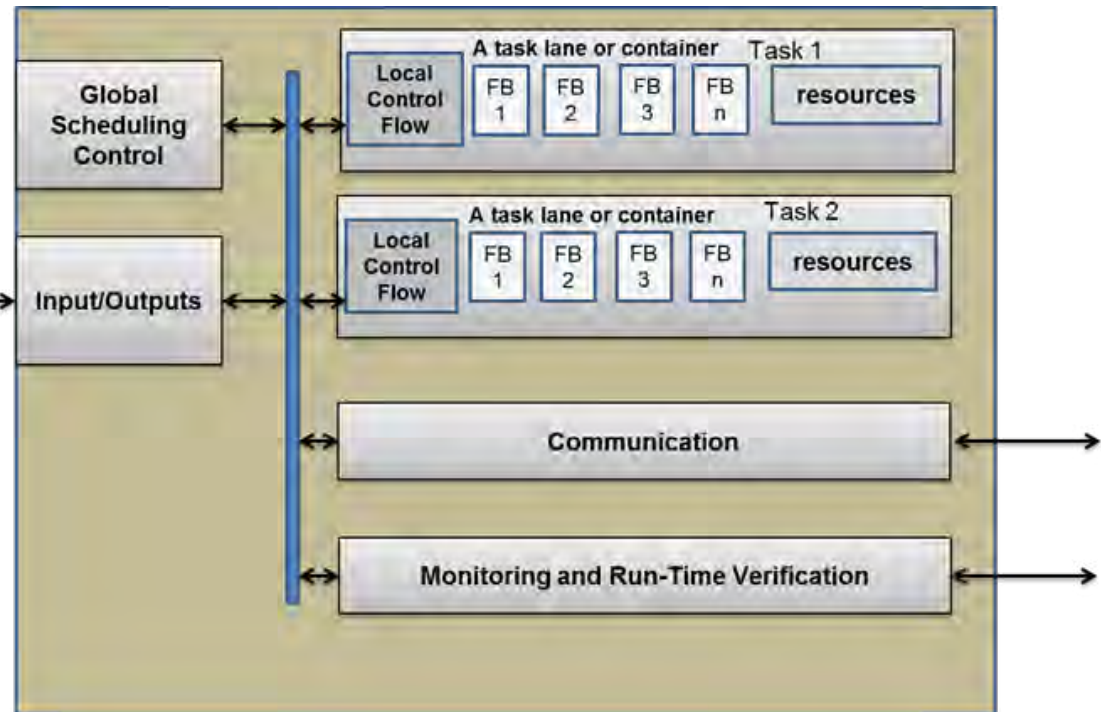 Global
Scheduling
Control
Input/Outputs
A task lane or container
Task 1
Local
Control
Flow
FB
1
FB
2
FB
3
FB
n
resources
A task lane or container
Task 2
Local
Control
Flow
FB
1
FB
2
FB
3
FB
n
resources
Communication
Monitoring and Run-Time Verification